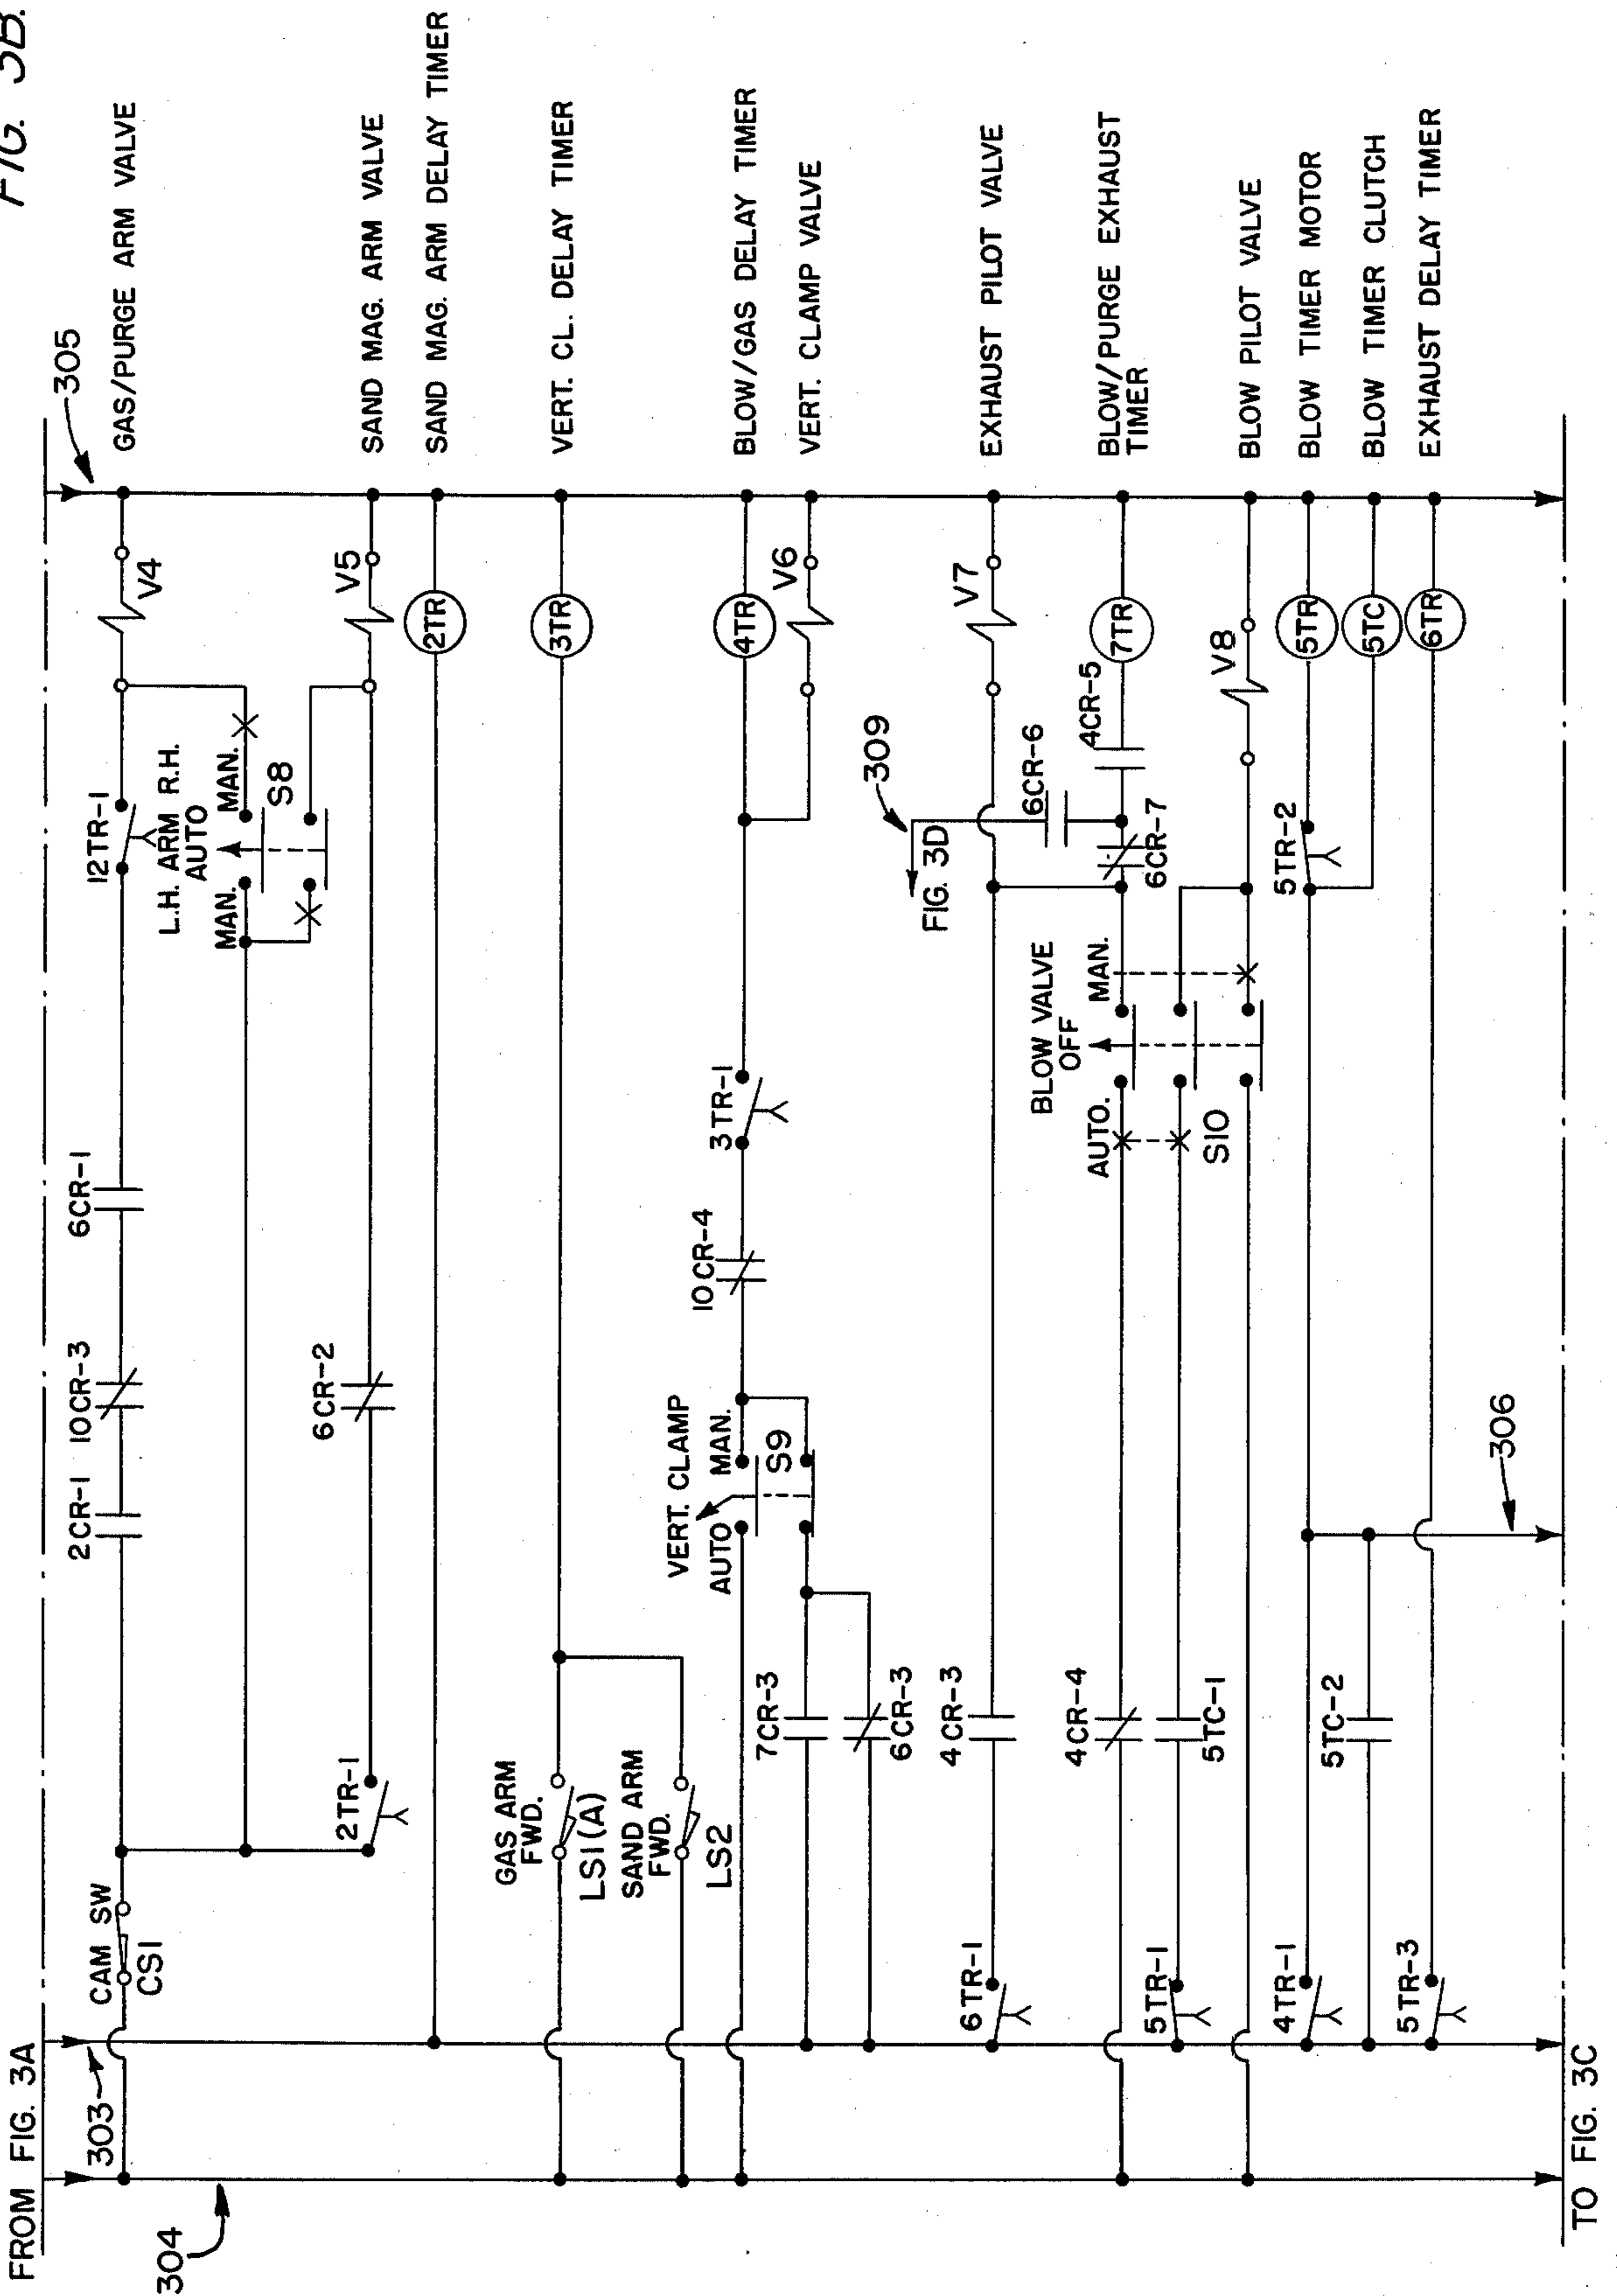 FIG. 3B.
FROM FIG. 3A
303
304
305
CAM SW
CS1
2CR-1
10CR-3
6CR-1
12TR-1
V4
GAS/PURGE ARM VALVE
L.H. ARM R.H.
AUTO
MAN.
MAN.
S8
2TR-1
6CR-2
V5
SAND MAG. ARM VALVE
2TR
SAND MAG. ARM DELAY TIMER
GAS ARM
FWD.
LS1(A)
3TR
VERT. CL. DELAY TIMER
SAND ARM
FWD.
LS2
VERT. CLAMP
AUTO
MAN.
S9
10CR-4
3TR-1
4TR
BLOW/GAS DELAY TIMER
7CR-3
V6
VERT. CLAMP VALVE
6CR-3
6TR-1
4CR-3
V7
EXHAUST PILOT VALVE
309
FIG. 3D
6CR-6
4CR-4
BLOW VALVE
OFF
AUTO.
MAN.
6CR-7
4CR-5
7TR
BLOW/PURGE EXHAUST
TIMER
5TR-1
5TC-1
S10
V8
BLOW PILOT VALVE
4TR-1
5TR-2
5TR
BLOW TIMER MOTOR
5TC-2
5TC
BLOW TIMER CLUTCH
5TR-3
6TR
EXHAUST DELAY TIMER
306
TO FIG. 3C